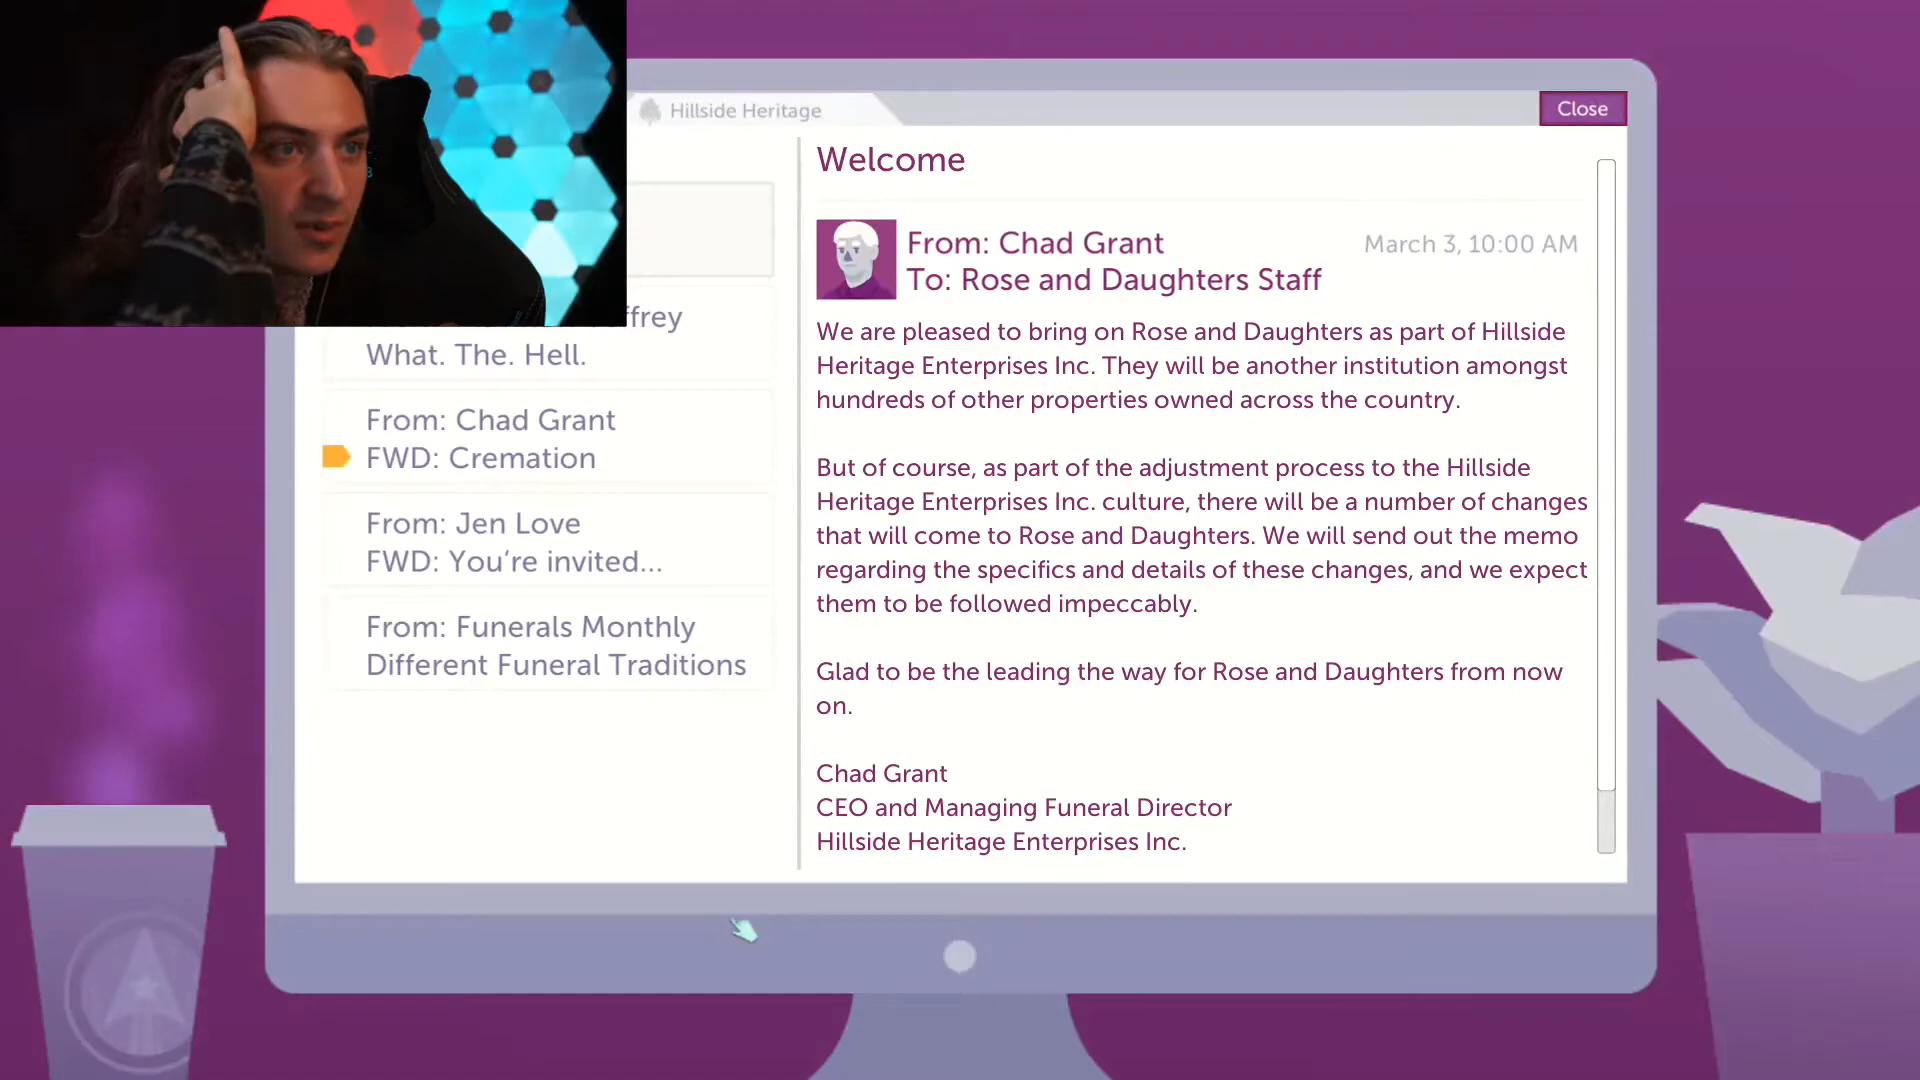 Hillside Heritage
Close
ffrey
What. The. Hell.
From: Chad Grant
FWD: Cremation
From: Jen Love
FWD: You're invited...
From: Funerals Monthly
Different Funeral Traditions
Welcome
From: Chad Grant
March 3, 10:00 AM
To: Rose and Daughters Staff
We are pleased to bring on Rose and Daughters as part of Hillside
Heritage Enterprises Inc. They will be another institution amongst
hundreds of other properties owned across the country.
But of course, as part of the adjustment process to the Hillside
Heritage Enterprises Inc. culture, there will be a number of changes
that will come to Rose and Daughters. We will send out the memo
regarding the specifics and details of these changes, and we expect
them to be followed impeccably.
Glad to be the leading the way for Rose and Daughters from now
on.
Chad Grant
CEO and Managing Funeral Director
Hillside Heritage Enterprises Inc.